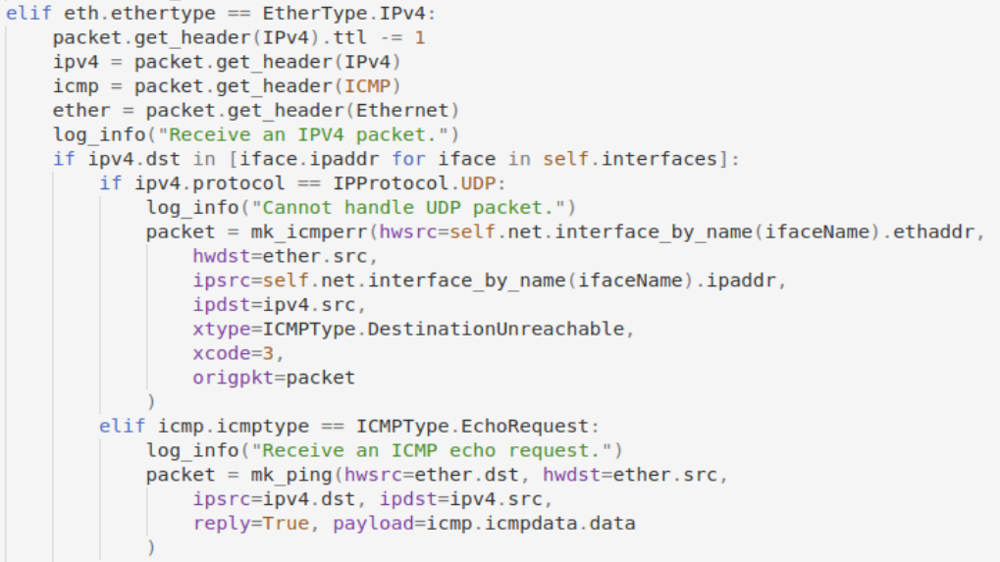 elif eth.ethertype == EtherType.IPv4:
    packet.get_header(IPv4).ttl -= 1
    ipv4 = packet.get_header(IPv4)
    icmp = packet.get_header(ICMP)
    ether = packet.get_header(Ethernet)
    log_info("Receive an IPV4 packet.")
    if ipv4.dst in [iface.ipaddr for iface in self.interfaces]:
        if ipv4.protocol == IPProtocol.UDP:
            log_info("Cannot handle UDP packet.")
            packet = mk_icmperr(hwsrc=self.net.interface_by_name(ifaceName).ethaddr,
                hwdst=ether.src,
                ipsrc=self.net.interface_by_name(ifaceName).ipaddr,
                ipdst=ipv4.src,
                xtype=ICMPType.DestinationUnreachable,
                xcode=3,
                origpkt=packet
            )
        elif icmp.icmptype == ICMPType.EchoRequest:
            log_info("Receive an ICMP echo request.")
            packet = mk_ping(hwsrc=ether.dst, hwdst=ether.src,
                ipsrc=ipv4.dst, ipdst=ipv4.src,
                reply=True, payload=icmp.icmpdata.data
            )